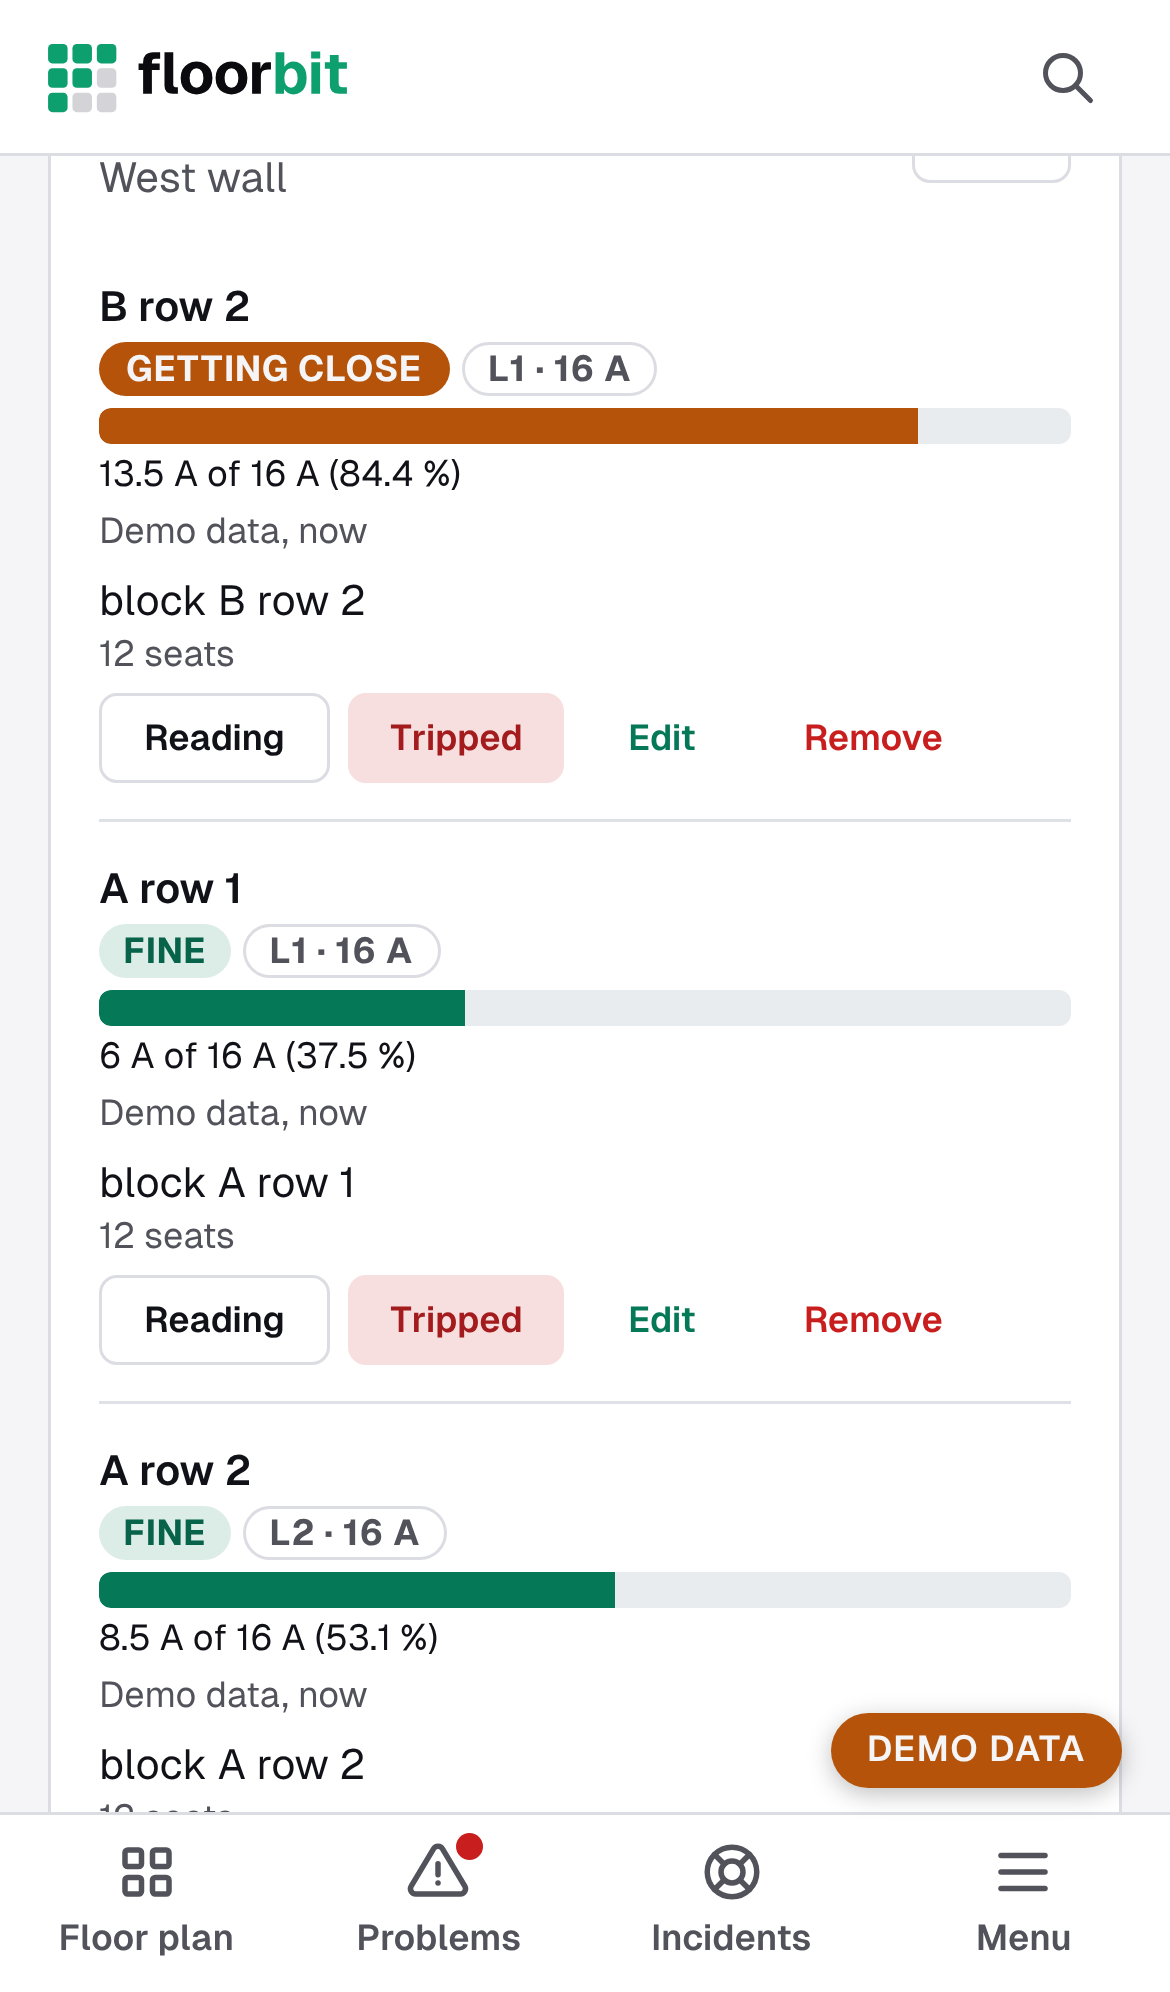 floorbit
West wall
B row 2
GETTING CLOSE L1 · 16 A
13.5 A of 16 A (84.4 %)
Demo data, now
block B row 2
12 seats
Reading Tripped Edit Remove
A row 1
FINE L1 · 16 A
6 A of 16 A (37.5 %)
Demo data, now
block A row 1
12 seats
Reading Tripped Edit Remove
A row 2
FINE L2 · 16 A
8.5 A of 16 A (53.1 %)
Demo data, now
block A row 2
DEMO DATA
Floor plan Problems Incidents Menu